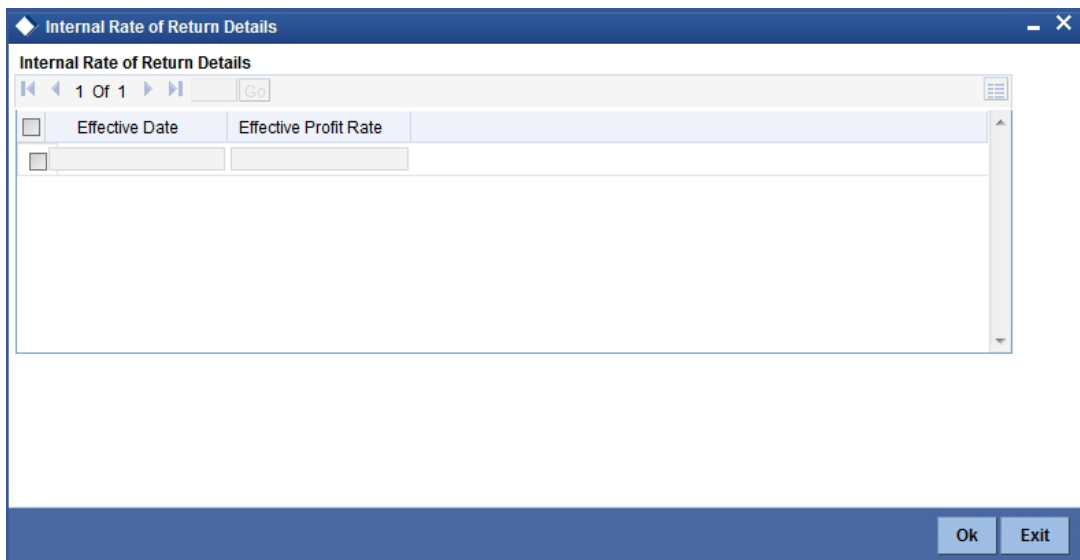 Internal Rate of Return Details
Internal Rate of Return Details
1 Of 1 Go
Effective Date Effective Profit Rate
Ok Exit